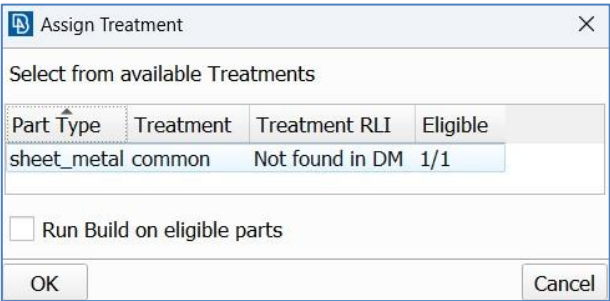 Assign Treatment
Select from available Treatments
Part Type Treatment Treatment RLI Eligible
sheet_metal common Not found in DM 1/1
Run Build on eligible parts
OK Cancel